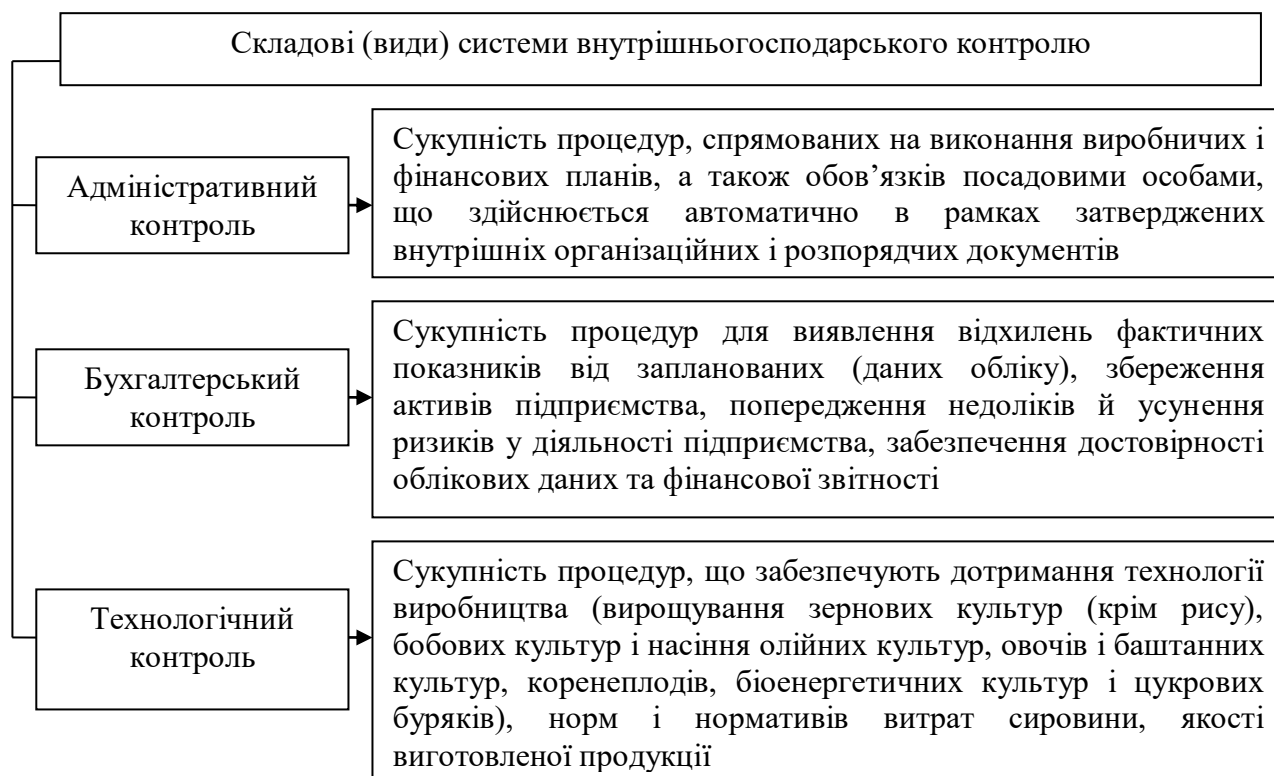 Складові (види) системи внутрішньогосподарського контролю
Адміністративний
контроль
Сукупність процедур, спрямованих на виконання виробничих і
фінансових планів, а також обов’язків посадовими особами,
що здійснюється автоматично в рамках затверджених
внутрішніх організаційних і розпорядчих документів
Бухгалтерський
контроль
Сукупність процедур для виявлення відхилень фактичних
показників від запланованих (даних обліку), збереження
активів підприємства, попередження недоліків й усунення
ризиків у діяльності підприємства, забезпечення достовірності
облікових даних та фінансової звітності
Технологічний
контроль
Сукупність процедур, що забезпечують дотримання технології
виробництва (вирощування зернових культур (крім рису),
бобових культур і насіння олійних культур, овочів і баштанних
культур, коренеплодів, біоенергетичних культур і цукрових
буряків), норм і нормативів витрат сировини, якості
виготовленої продукції